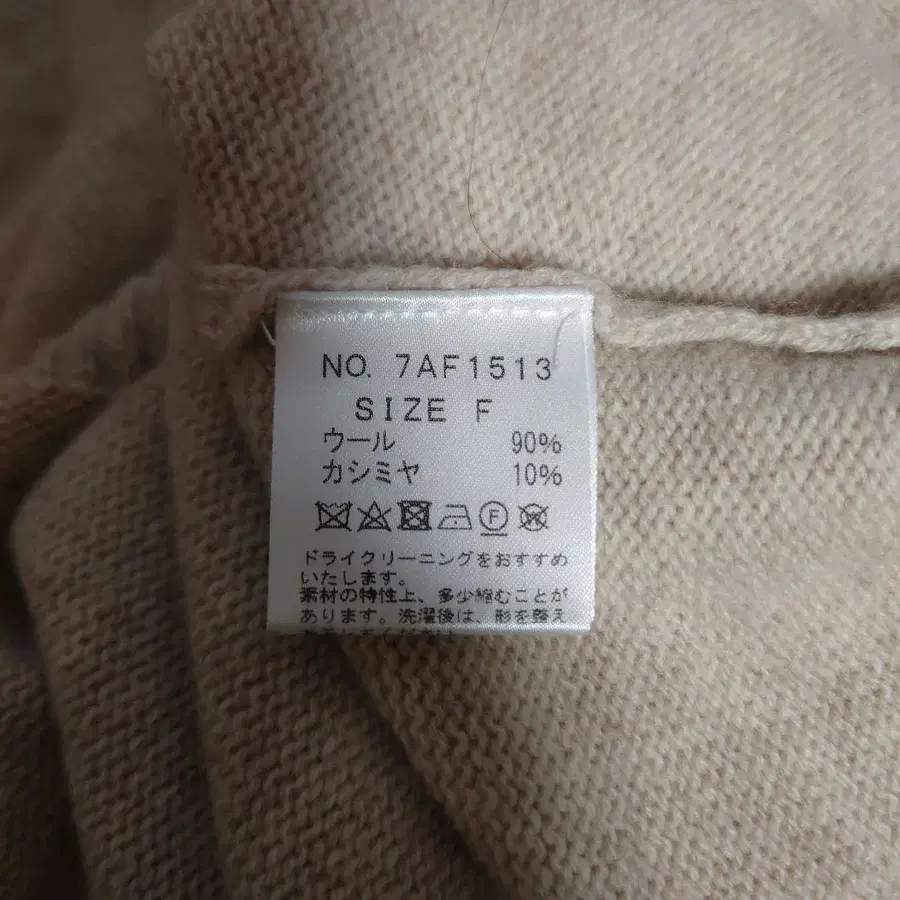 NO. 7AF1513
SIZE F
ウール 90%
カシミヤ 10%
Ⓕ W
ドライクリーニングをおすすめ
いたします。
素材の特性上、多少縮むことが
あります。洗濯後は、形を整え